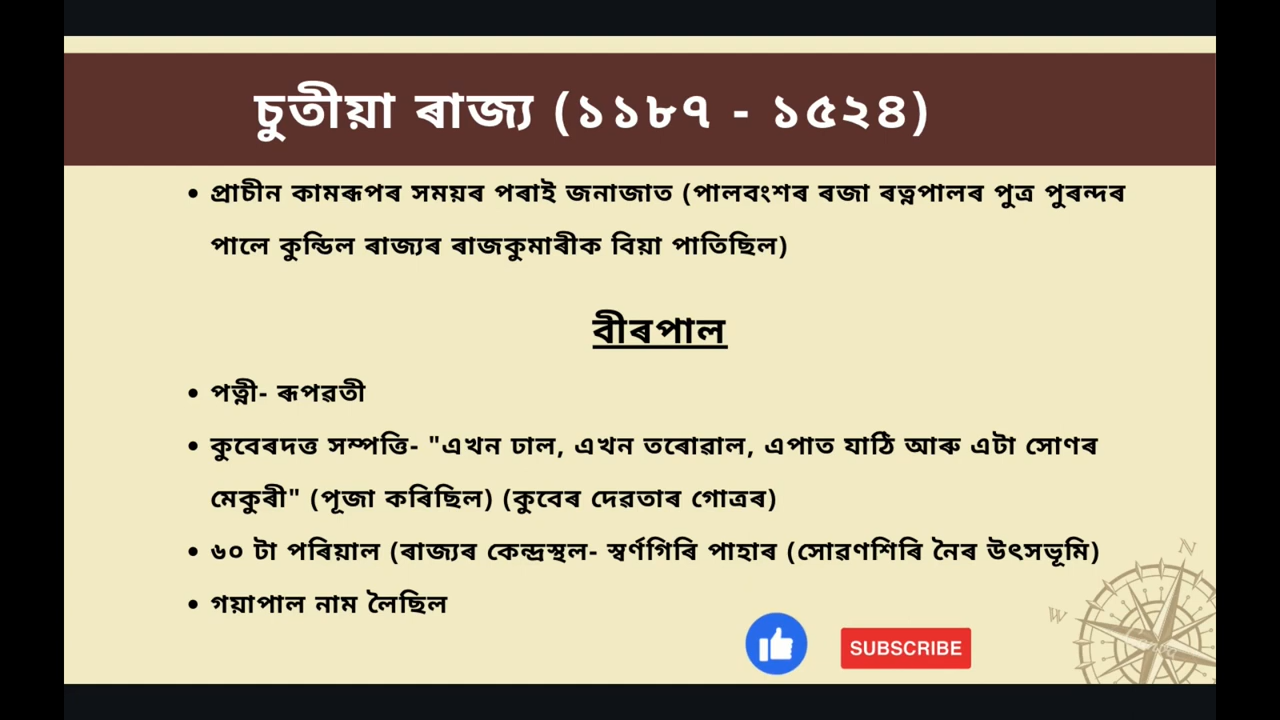 চুতীয়া ৰাজ্য (১১৮৭ - ১৫২৪)
• প্ৰাচীন কামৰূপৰ সময়ৰ পৰাই জনাজাত (পালবংশৰ ৰজা ৰত্নপালৰ পুত্ৰ পুৰন্দৰ
পালে কুন্ডিল ৰাজ্যৰ ৰাজকুমাৰীক বিয়া পাতিছিল)
বীৰপাল
• পত্নী- ৰূপৱতী
• কুবেৰদত্ত সম্পত্তি- "এখন ঢাল, এখন তৰোৱাল, এপাত যাঠি আৰু এটা সোণৰ
মেকুৰী" (পূজা কৰিছিল) (কুবেৰ দেৱতাৰ গোত্ৰৰ)
• ৬০ টা পৰিয়াল (ৰাজ্যৰ কেন্দ্ৰস্থল- স্বৰ্ণগিৰি পাহাৰ (সোৱণশিৰি নৈৰ উৎসভূমি)
• গয়াপাল নাম লৈছিল
N
W
SUBSCRIBE
Canva